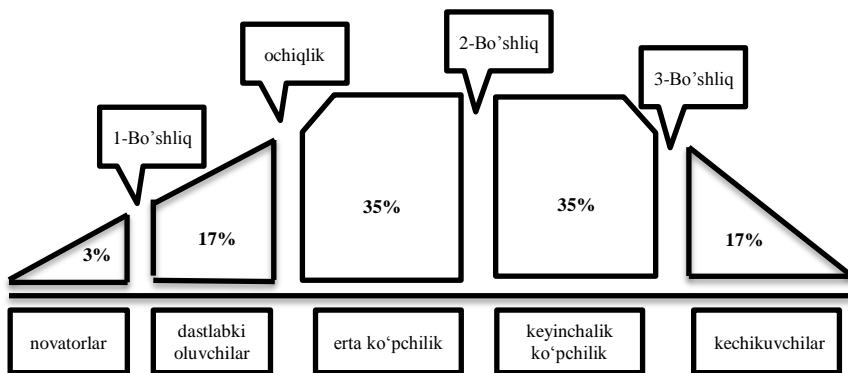 1-Bo’shliq
ochiqlik
2-Bo’shliq
3-Bo’shliq
3%
17%
35%
35%
17%
novatorlar
dastlabki
oluvchilar
erta ko‘pchilik
keyinchalik
ko‘pchilik
kechikuvchilar